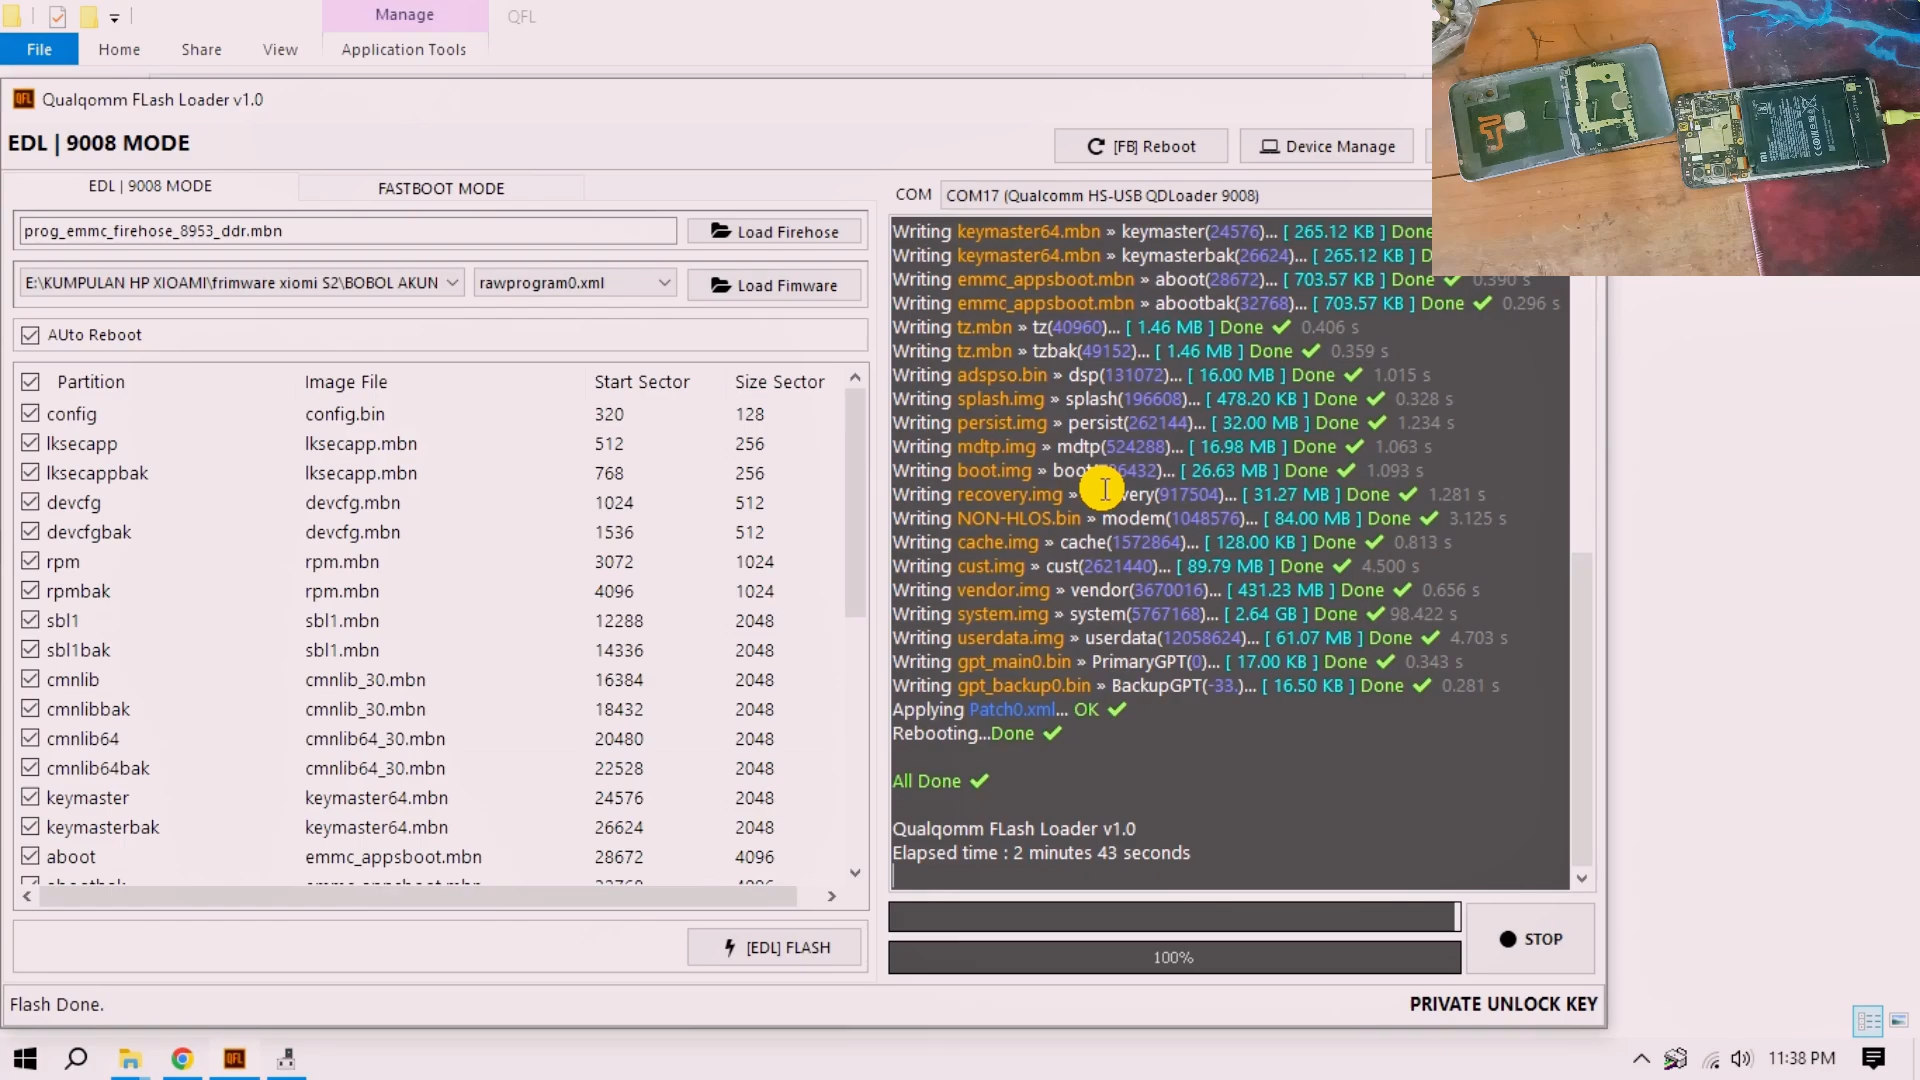 Manage
QFL
File
Home
Share
View
Application Tools
QFL
Qualqomm FLash Loader v1.0
EDL | 9008 MODE
[FB] Reboot
Device Manage
EDL | 9008 MODE
FASTBOOT MODE
COM
COM17 (Qualcomm HS-USB QDLoader 9008)
prog_emmc_firehose_8953_ddr.mbn
Load Firehose
E:\KUMPULAN HP XIOAMI\frimware xiomi S2\BOBOL AKUN
rawprogram0.xml
Load Fimware
AUto Reboot
Partition Image File Start Sector Size Sector
config config.bin 320 128
lksecapp lksecapp.mbn 512 256
lksecappbak lksecapp.mbn 768 256
devcfg devcfg.mbn 1024 512
devcfgbak devcfg.mbn 1536 512
rpm rpm.mbn 3072 1024
rpmbak rpm.mbn 4096 1024
sbl1 sbl1.mbn 12288 2048
sbl1bak sbl1.mbn 14336 2048
cmnlib cmnlib_30.mbn 16384 2048
cmnlibbak cmnlib_30.mbn 18432 2048
cmnlib64 cmnlib64_30.mbn 20480 2048
cmnlib64bak cmnlib64_30.mbn 22528 2048
keymaster keymaster64.mbn 24576 2048
keymasterbak keymaster64.mbn 26624 2048
aboot emmc_appsboot.mbn 28672 4096
[EDL] FLASH
Writing keymaster64.mbn » keymaster(24576)... [ 265.12 KB ] Done
Writing keymaster64.mbn » keymasterbak(26624)... [ 265.12 KB ]
Writing emmc_appsboot.mbn » aboot(28672)... [ 703.57 KB ] Done ✔ 0.390 s
Writing emmc_appsboot.mbn » abootbak(32768)... [ 703.57 KB ] Done ✔ 0.296 s
Writing tz.mbn » tz(40960)... [ 1.46 MB ] Done ✔ 0.406 s
Writing tz.mbn » tzbak(49152)... [ 1.46 MB ] Done ✔ 0.359 s
Writing adspso.bin » dsp(131072)... [ 16.00 MB ] Done ✔ 1.015 s
Writing splash.img » splash(196608)... [ 478.20 KB ] Done ✔ 0.328 s
Writing persist.img » persist(262144)... [ 32.00 MB ] Done ✔ 1.234 s
Writing mdtp.img » mdtp(524288)... [ 16.98 MB ] Done ✔ 1.063 s
Writing boot.img » boot 6432)... [ 26.63 MB ] Done ✔ 1.093 s
Writing recovery.img » very(917504)... [ 31.27 MB ] Done ✔ 1.281 s
Writing NON-HLOS.bin » modem(1048576)... [ 84.00 MB ] Done ✔ 3.125 s
Writing cache.img » cache(1572864)... [ 128.00 KB ] Done ✔ 0.813 s
Writing cust.img » cust(2621440)... [ 89.79 MB ] Done ✔ 4.500 s
Writing vendor.img » vendor(3670016)... [ 431.23 MB ] Done ✔ 0.656 s
Writing system.img » system(5767168)... [ 2.64 GB ] Done ✔ 98.422 s
Writing userdata.img » userdata(12058624)... [ 61.07 MB ] Done ✔ 4.703 s
Writing gpt_main0.bin » PrimaryGPT(0)... [ 17.00 KB ] Done ✔ 0.343 s
Writing gpt_backup0.bin » BackupGPT(-33.)... [ 16.50 KB ] Done ✔ 0.281 s
Applying Patch0.xml... OK ✔
Rebooting...Done ✔
All Done ✔
Qualqomm FLash Loader v1.0
Elapsed time : 2 minutes 43 seconds
100%
STOP
Flash Done.
PRIVATE UNLOCK KEY
QFL
11:38 PM